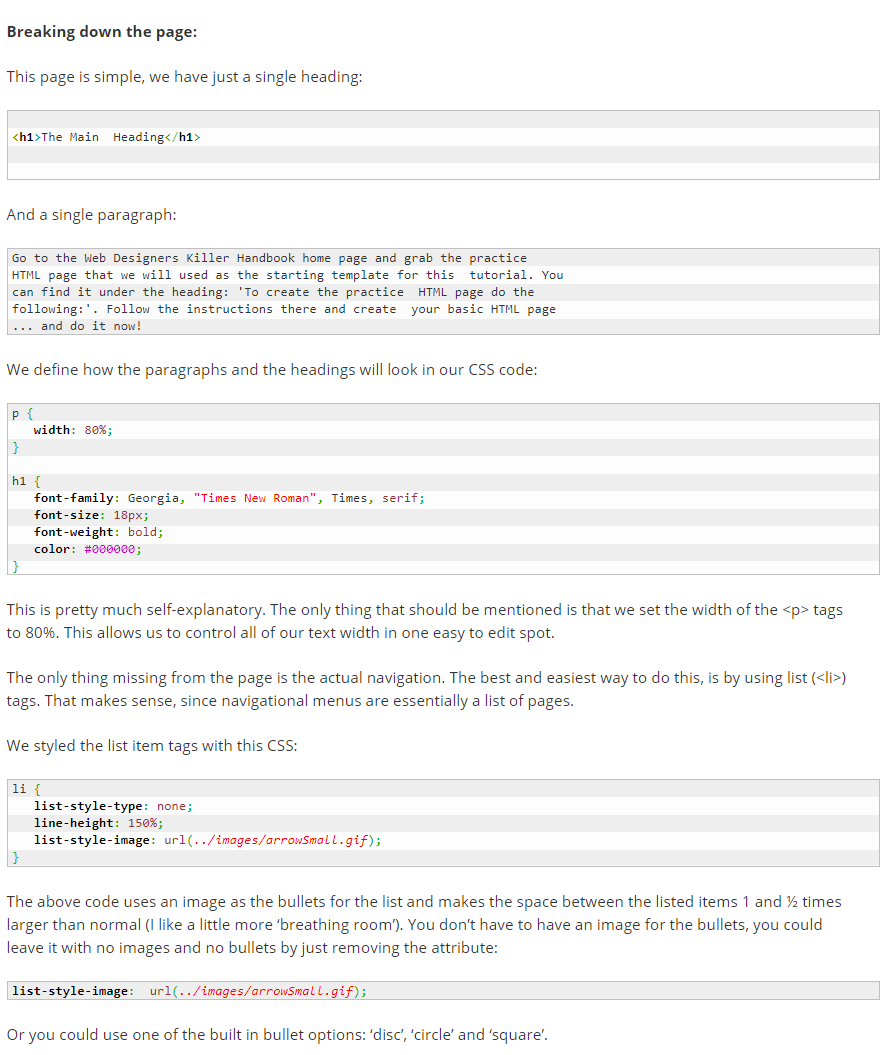 Breaking down the page:
This page is simple, we have just a single heading:
<h1>The Main  Heading</h1>
And a single paragraph:
Go to the Web Designers Killer Handbook home page and grab the practice
HTML page that we will used as the starting template for this  tutorial. You
can find it under the heading: 'To create the practice  HTML page do the
following:'. Follow the instructions there and create  your basic HTML page
... and do it now!
We define how the paragraphs and the headings will look in our CSS code:
p {
   width: 80%;
}
h1 {
   font-family: Georgia, "Times New Roman", Times, serif;
   font-size: 18px;
   font-weight: bold;
   color: #000000;
}
This is pretty much self-explanatory. The only thing that should be mentioned is that we set the width of the <p> tags
to 80%. This allows us to control all of our text width in one easy to edit spot.
The only thing missing from the page is the actual navigation. The best and easiest way to do this, is by using list (<li>)
tags. That makes sense, since navigational menus are essentially a list of pages.
We styled the list item tags with this CSS:
li {
   list-style-type: none;
   line-height: 150%;
   list-style-image: url(../images/arrowSmall.gif);
}
The above code uses an image as the bullets for the list and makes the space between the listed items 1 and ½ times
larger than normal (I like a little more ‘breathing room’). You don’t have to have an image for the bullets, you could
leave it with no images and no bullets by just removing the attribute:
list-style-image:  url(../images/arrowSmall.gif);
Or you could use one of the built in bullet options: ‘disc’, ‘circle’ and ‘square’.